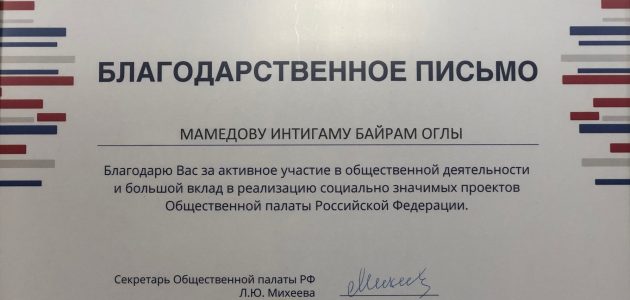 БЛАГОДАРСТВЕННОЕ ПИСЬМО
МАМЕДОВУ ИНТИГАМУ БАЙРАМ ОГЛЫ
Благодарю Вас за активное участие в общественной деятельности
и большой вклад в реализацию социально значимых проектов
Общественной палаты Российской Федерации.
Секретарь Общественной палаты РФ
Л.Ю. Михеева